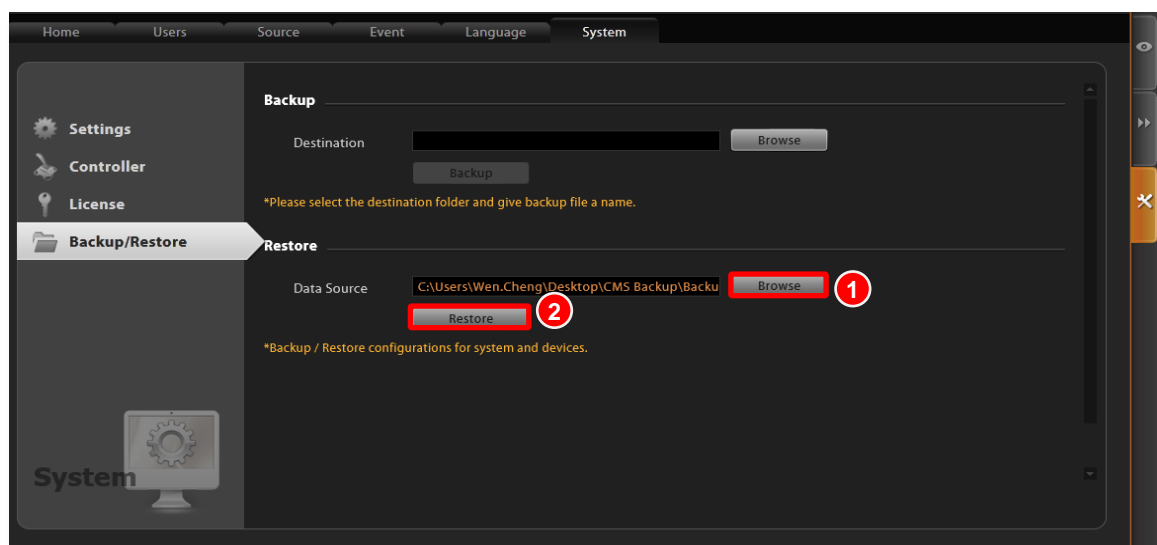 Home Users Source Event Language System
Backup
Settings
Destination Browse
Controller
Backup
License
*Please select the destination folder and give backup file a name.
Backup/Restore
Restore
Data Source C:\Users\Wen.Cheng\Desktop\CMS Backup\Backu Browse 1
Restore 2
*Backup / Restore configurations for system and devices.
System